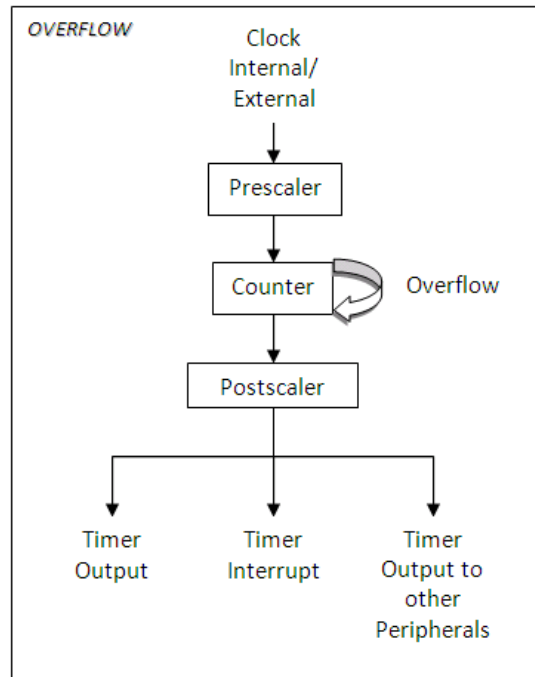 OVERFLOW
Clock
Internal/
External
Prescaler
Counter
Overflow
Postscaler
Timer
Output
Timer
Interrupt
Timer
Output to
other
Peripherals